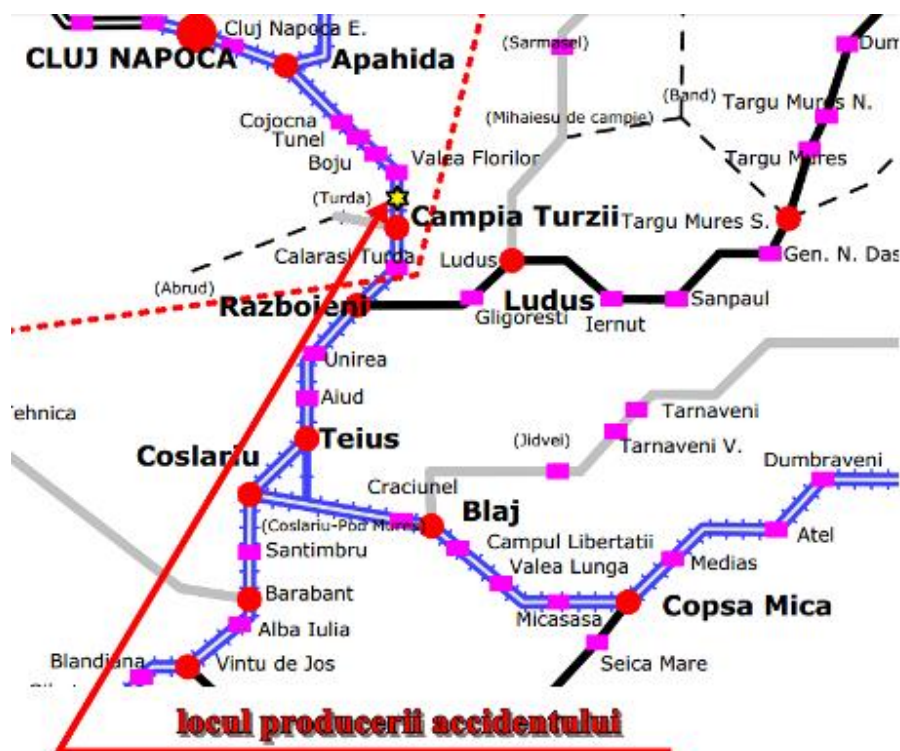 Cluj Napoca E.
CLUJ NAPOCA
Apahida
(Sarmasel)
Dum
Targu Mures N.
(Band)
(Mihaiesu de campie)
Cojocna
Tunel
Boju
Valea Florilor
Targu Mures
(Turda)
Campia Turzii
Targu Mures S.
Calarasi Turda
Ludus
Gen. N. Das
(Abrud)
Razboieni
Ludus
Sanpaul
Gligoresti
Iernut
Unirea
Aiud
Tehnica
Tarnaveni
Teius
(Jidvei)
Tarnaveni V.
Coslariu
Dumbraveni
Craciunel
Blaj
(Coslariu-Pod Mures)
Atel
Santimbru
Campul Libertatii
Valea Lunga
Medias
Barabant
Copsa Mica
Micasasa
Alba Iulia
Blandiana
Vintu de Jos
Seica Mare
locul producerii accidentului